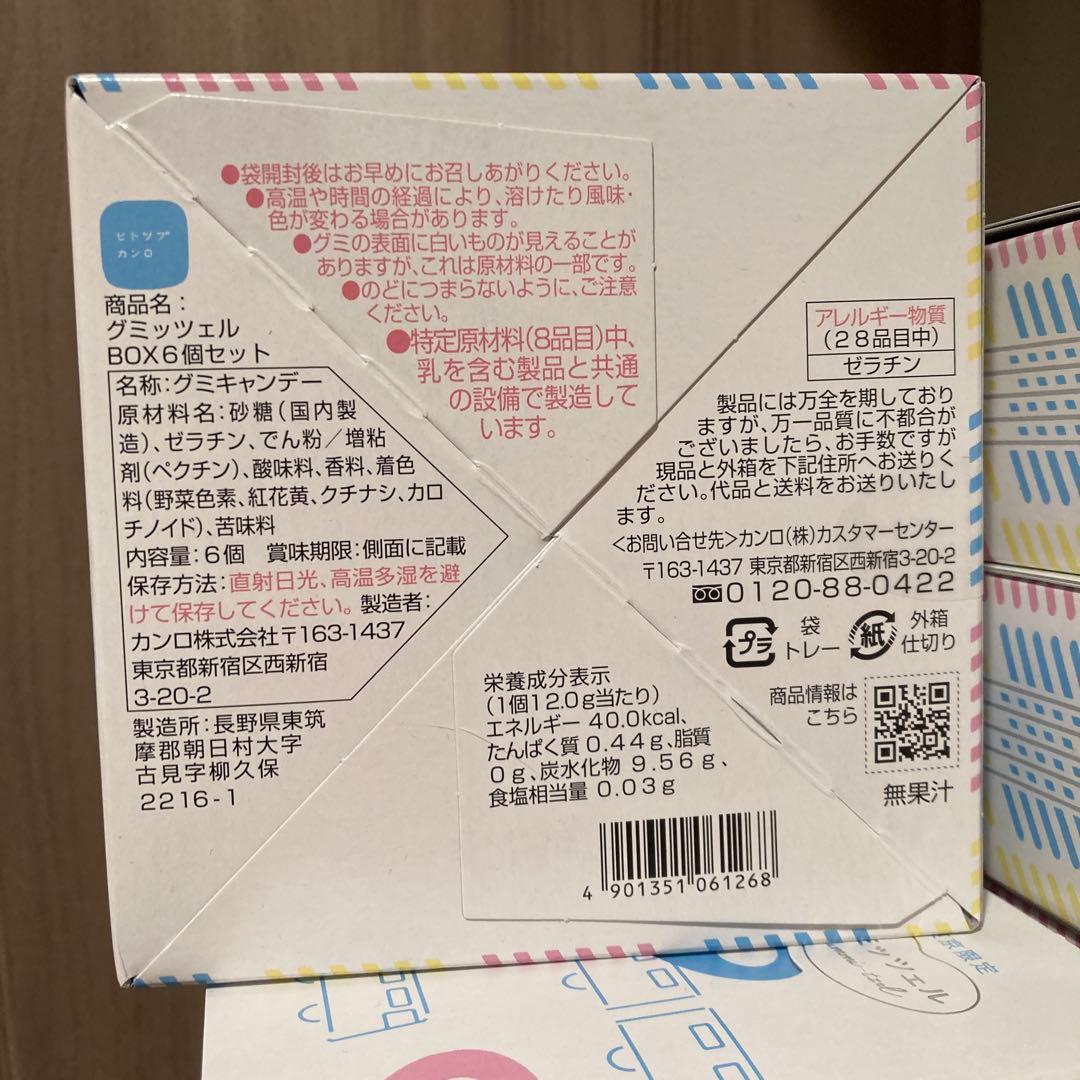 ●袋開封後はお早めにお召しあがりください。
●高温や時間の経過により、溶けたり風味・
色が変わる場合があります。
●グミの表面に白いものが見えることが
ありますが、これは原材料の一部です。
●のどにつまらないように、ご注意
ください。
●特定原材料(8品目)中、
乳を含む製品と共通
の設備で製造して
います。
ヒトツブ
カンロ
商品名：
グミッツェル
BOX6個セット
名称：グミキャンデー
原材料名：砂糖（国内製
造）、ゼラチン、でん粉／増粘
剤（ペクチン）、酸味料、香料、着色
料（野菜色素、紅花黄、クチナシ、カロ
チノイド）、苦味料
内容量：6個　賞味期限：側面に記載
保存方法：直射日光、高温多湿を避
けて保存してください。製造者：
カンロ株式会社〒163-1437
東京都新宿区西新宿
3-20-2
製造所：長野県東筑
摩郡朝日村大字
古見字柳久保
2216-1
アレルギー物質
（28品目中）
ゼラチン
製品には万全を期しており
ますが、万一品質に不都合が
ございましたら、お手数ですが
現品と外箱を下記住所へお送りく
ださい。代品と送料をお送りいたし
ます。
＜お問い合せ先＞カンロ（株）カスタマーセンター
〒163-1437 東京都新宿区西新宿3-20-2
0120-88-0422
プラ
袋
トレー
紙
外箱
仕切り
商品情報は
こちら
無果汁
栄養成分表示
（1個12.0g当たり）
エネルギー 40.0kcal、
たんぱく質 0.44g、脂質
0g、炭水化物 9.56g、
食塩相当量 0.03g
4 901351 061268
京限定
ミッツェル